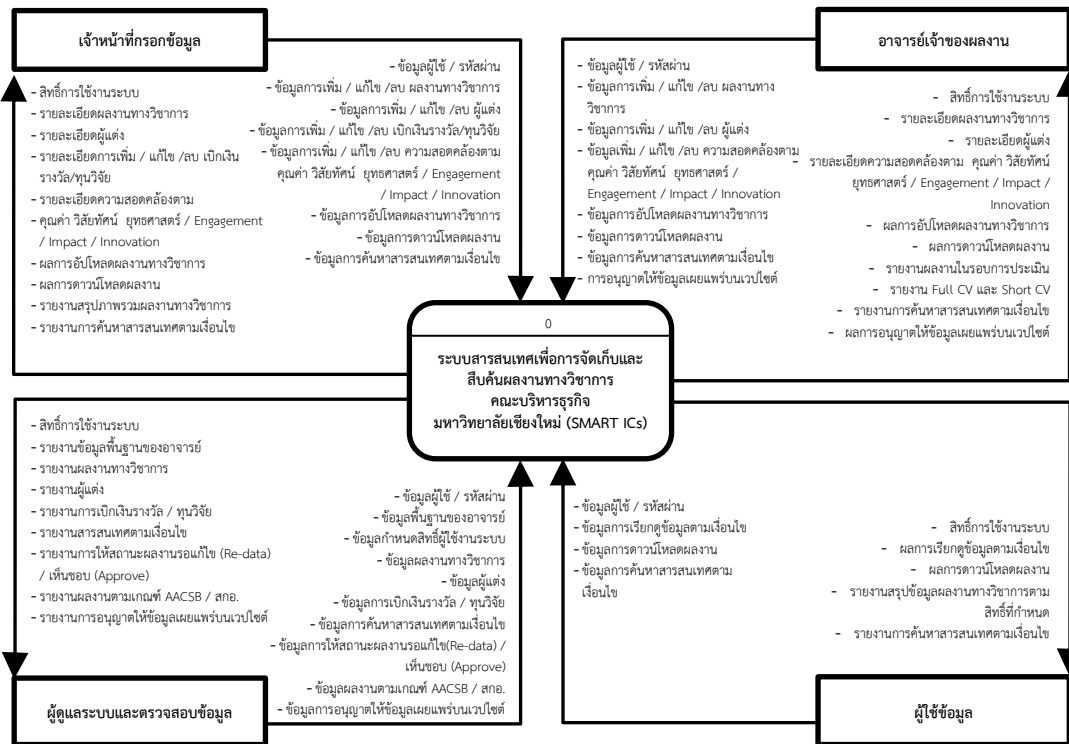 เจ้าหน้าที่กรอกข้อมูล
- สิทธิ์การใช้งานระบบ
- รายละเอียดผลงานทางวิชาการ
- รายละเอียดผู้แต่ง
- รายละเอียดการเพิ่ม / แก้ไข /ลบ เบิกเงิน
รางวัล/ทุนวิจัย
- รายละเอียดความสอดคล้องตาม
- คุณค่า วิสัยทัศน์ ยุทธศาสตร์ / Engagement
/ Impact / Innovation
- ผลการอัปโหลดผลงานทางวิชาการ
- ผลการดาวน์โหลดผลงาน
- รายงานสรุปภาพรวมผลงานทางวิชาการ
- รายงานการค้นหาสารสนเทศตามเงื่อนไข
- ข้อมูลผู้ใช้ / รหัสผ่าน
- ข้อมูลการเพิ่ม / แก้ไข /ลบ ผลงานทางวิชาการ
- ข้อมูลการเพิ่ม / แก้ไข /ลบ ผู้แต่ง
- ข้อมูลการเพิ่ม / แก้ไข /ลบ เบิกเงินรางวัล/ทุนวิจัย
- ข้อมูลการเพิ่ม / แก้ไข /ลบ ความสอดคล้องตาม
คุณค่า วิสัยทัศน์ ยุทธศาสตร์ / Engagement
/ Impact / Innovation
- ข้อมูลการอัปโหลดผลงานทางวิชาการ
- ข้อมูลการดาวน์โหลดผลงาน
- ข้อมูลการค้นหาสารสนเทศตามเงื่อนไข
อาจารย์เจ้าของผลงาน
- ข้อมูลผู้ใช้ / รหัสผ่าน
- ข้อมูลการเพิ่ม / แก้ไข /ลบ ผลงานทาง
วิชาการ
- ข้อมูลการเพิ่ม / แก้ไข /ลบ ผู้แต่ง
- ข้อมูลเพิ่ม / แก้ไข /ลบ ความสอดคล้องตาม
คุณค่า วิสัยทัศน์ ยุทธศาสตร์ /
Engagement / Impact / Innovation
- ข้อมูลการอัปโหลดผลงานทางวิชาการ
- ข้อมูลการดาวน์โหลดผลงาน
- ข้อมูลการค้นหาสารสนเทศตามเงื่อนไข
- การอนุญาตให้ข้อมูลเผยแพร่บนเวปไซต์
- สิทธิ์การใช้งานระบบ
- รายละเอียดผลงานทางวิชาการ
- รายละเอียดผู้แต่ง
- รายละเอียดความสอดคล้องตาม คุณค่า วิสัยทัศน์
ยุทธศาสตร์ / Engagement / Impact /
Innovation
- ผลการอัปโหลดผลงานทางวิชาการ
- ผลการดาวน์โหลดผลงาน
- รายงานผลงานในรอบการประเมิน
- รายงาน Full CV และ Short CV
- รายงานการค้นหาสารสนเทศตามเงื่อนไข
- ผลการอนุญาตให้ข้อมูลเผยแพร่บนเวปไซต์
0
ระบบสารสนเทศเพื่อการจัดเก็บและ
สืบค้นผลงานทางวิชาการ
คณะบริหารธุรกิจ
มหาวิทยาลัยเชียงใหม่ (SMART ICs)
- สิทธิ์การใช้งานระบบ
- รายงานข้อมูลพื้นฐานของอาจารย์
- รายงานผลงานทางวิชาการ
- รายงานผู้แต่ง
- รายงานการเบิกเงินรางวัล / ทุนวิจัย
- รายงานสารสนเทศตามเงื่อนไข
- รายงานการให้สถานะผลงานรอแก้ไข (Re-data)
/ เห็นชอบ (Approve)
- รายงานผลงานตามเกณฑ์ AACSB / สกอ.
- รายงานการอนุญาตให้ข้อมูลเผยแพร่บนเวปไซต์
- ข้อมูลผู้ใช้ / รหัสผ่าน
- ข้อมูลพื้นฐานของอาจารย์
- ข้อมูลกำหนดสิทธิ์ผู้ใช้งานระบบ
- ข้อมูลผลงานทางวิชาการ
- ข้อมูลผู้แต่ง
- ข้อมูลการเบิกเงินรางวัล / ทุนวิจัย
- ข้อมูลการค้นหาสารสนเทศตามเงื่อนไข
- ข้อมูลการให้สถานะผลงานรอแก้ไข(Re-data) /
เห็นชอบ (Approve)
- ข้อมูลผลงานตามเกณฑ์ AACSB / สกอ.
- ข้อมูลการอนุญาตให้ข้อมูลเผยแพร่บนเวปไซต์
ผู้ดูแลระบบและตรวจสอบข้อมูล
- ข้อมูลผู้ใช้ / รหัสผ่าน
- ข้อมูลการเรียกดูข้อมูลตามเงื่อนไข
- ข้อมูลการดาวน์โหลดผลงาน
- ข้อมูลการค้นหาสารสนเทศตาม
เงื่อนไข
- สิทธิ์การใช้งานระบบ
- ผลการเรียกดูข้อมูลตามเงื่อนไข
- ผลการดาวน์โหลดผลงาน
- รายงานสรุปข้อมูลผลงานทางวิชาการตาม
สิทธิ์ที่กำหนด
- รายงานการค้นหาสารสนเทศตามเงื่อนไข
ผู้ใช้ข้อมูล